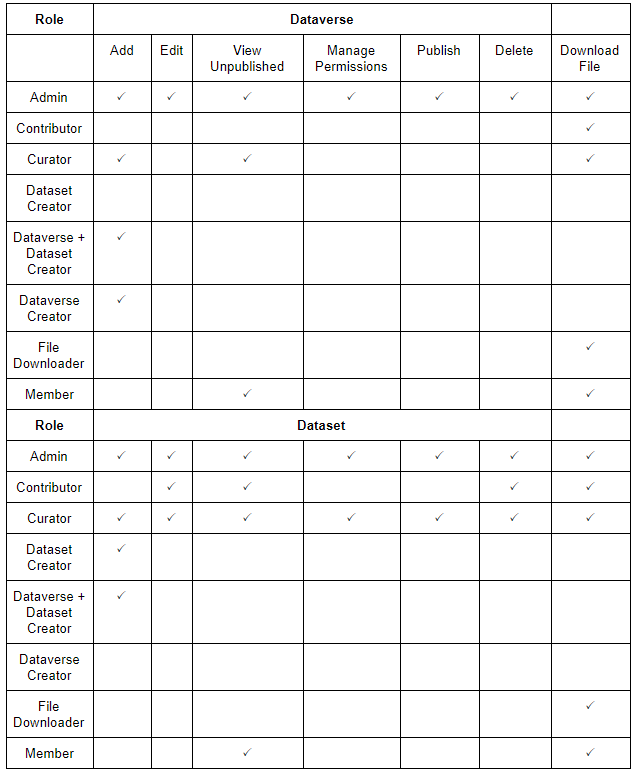 Role Dataverse
Add Edit View Unpublished Manage Permissions Publish Delete Download File
Admin ✓ ✓ ✓ ✓ ✓ ✓ ✓
Contributor ✓
Curator ✓ ✓ ✓
Dataset Creator
Dataverse + Dataset Creator ✓
Dataverse Creator ✓
File Downloader ✓
Member ✓ ✓
Role Dataset
Admin ✓ ✓ ✓ ✓ ✓ ✓ ✓
Contributor ✓ ✓ ✓ ✓
Curator ✓ ✓ ✓ ✓ ✓ ✓ ✓
Dataset Creator ✓
Dataverse + Dataset Creator ✓
Dataverse Creator
File Downloader ✓
Member ✓ ✓